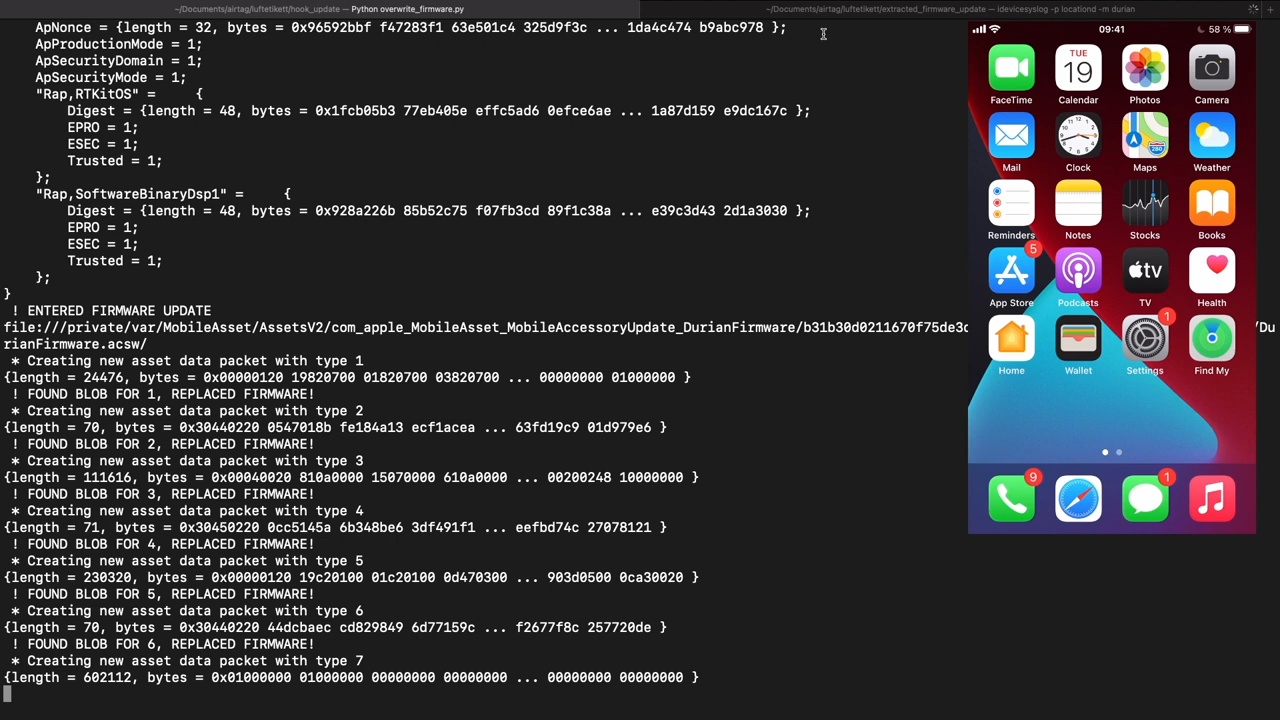 ~/Documents/airtag/luftetikett/hook_update — Python overwrite_firmware.py
~/Documents/airtag/luftetikett/extracted_firmware_update — idevicesyslog -p locationd -m durian
ApNonce = {length = 32, bytes = 0x96592bbf f47283f1 63e501c4 325d9f3c ... 1da4c474 b9abc978 };
ApProductionMode = 1;
ApSecurityDomain = 1;
ApSecurityMode = 1;
"Rap,RTKitOS" = {
Digest = {length = 48, bytes = 0x1fcb05b3 77eb405e effc5ad6 0efce6ae ... 1a87d159 e9dc167c };
EPRO = 1;
ESEC = 1;
Trusted = 1;
};
"Rap,SoftwareBinaryDsp1" = {
Digest = {length = 48, bytes = 0x928a226b 85b52c75 f07fb3cd 89f1c38a ... e39c3d43 2d1a3030 };
EPRO = 1;
ESEC = 1;
Trusted = 1;
};
}
! ENTERED FIRMWARE UPDATE
file:///private/var/MobileAsset/AssetsV2/com_apple_MobileAsset_MobileAccessoryUpdate_DurianFirmware/b31b30d0211670f75de3c /Du
rianFirmware.acsw/
* Creating new asset data packet with type 1
{length = 24476, bytes = 0x00000120 19820700 01820700 03820700 ... 00000000 01000000 }
! FOUND BLOB FOR 1, REPLACED FIRMWARE!
* Creating new asset data packet with type 2
{length = 70, bytes = 0x30440220 0547018b fe184a13 ecf1acea ... 63fd19c9 01d979e6 }
! FOUND BLOB FOR 2, REPLACED FIRMWARE!
* Creating new asset data packet with type 3
{length = 111616, bytes = 0x00040020 81080000 15070000 610a0000 ... 00200248 10000000 }
! FOUND BLOB FOR 3, REPLACED FIRMWARE!
* Creating new asset data packet with type 4
{length = 71, bytes = 0x30450220 0cc5145a 6b348be6 3df491f1 ... eefbd74c 27078121 }
! FOUND BLOB FOR 4, REPLACED FIRMWARE!
* Creating new asset data packet with type 5
{length = 230320, bytes = 0x00000120 19c20100 01c20100 0d470300 ... 903d0500 0ca30020 }
! FOUND BLOB FOR 5, REPLACED FIRMWARE!
* Creating new asset data packet with type 6
{length = 70, bytes = 0x30440220 44dcbaec cd829849 6d77159c ... f2677f8c 257720de }
! FOUND BLOB FOR 6, REPLACED FIRMWARE!
* Creating new asset data packet with type 7
{length = 602112, bytes = 0x01000000 01000000 00000000 00000000 ... 00000000 00000000 }
09:41
58 %
TUE
19
FaceTime
Calendar
Photos
Camera
280
Mail
Clock
Maps
Weather
Reminders
Notes
Stocks
Books
5
tv
App Store
Podcasts
TV
Health
1
Home
Wallet
Settings
Find My
9
1